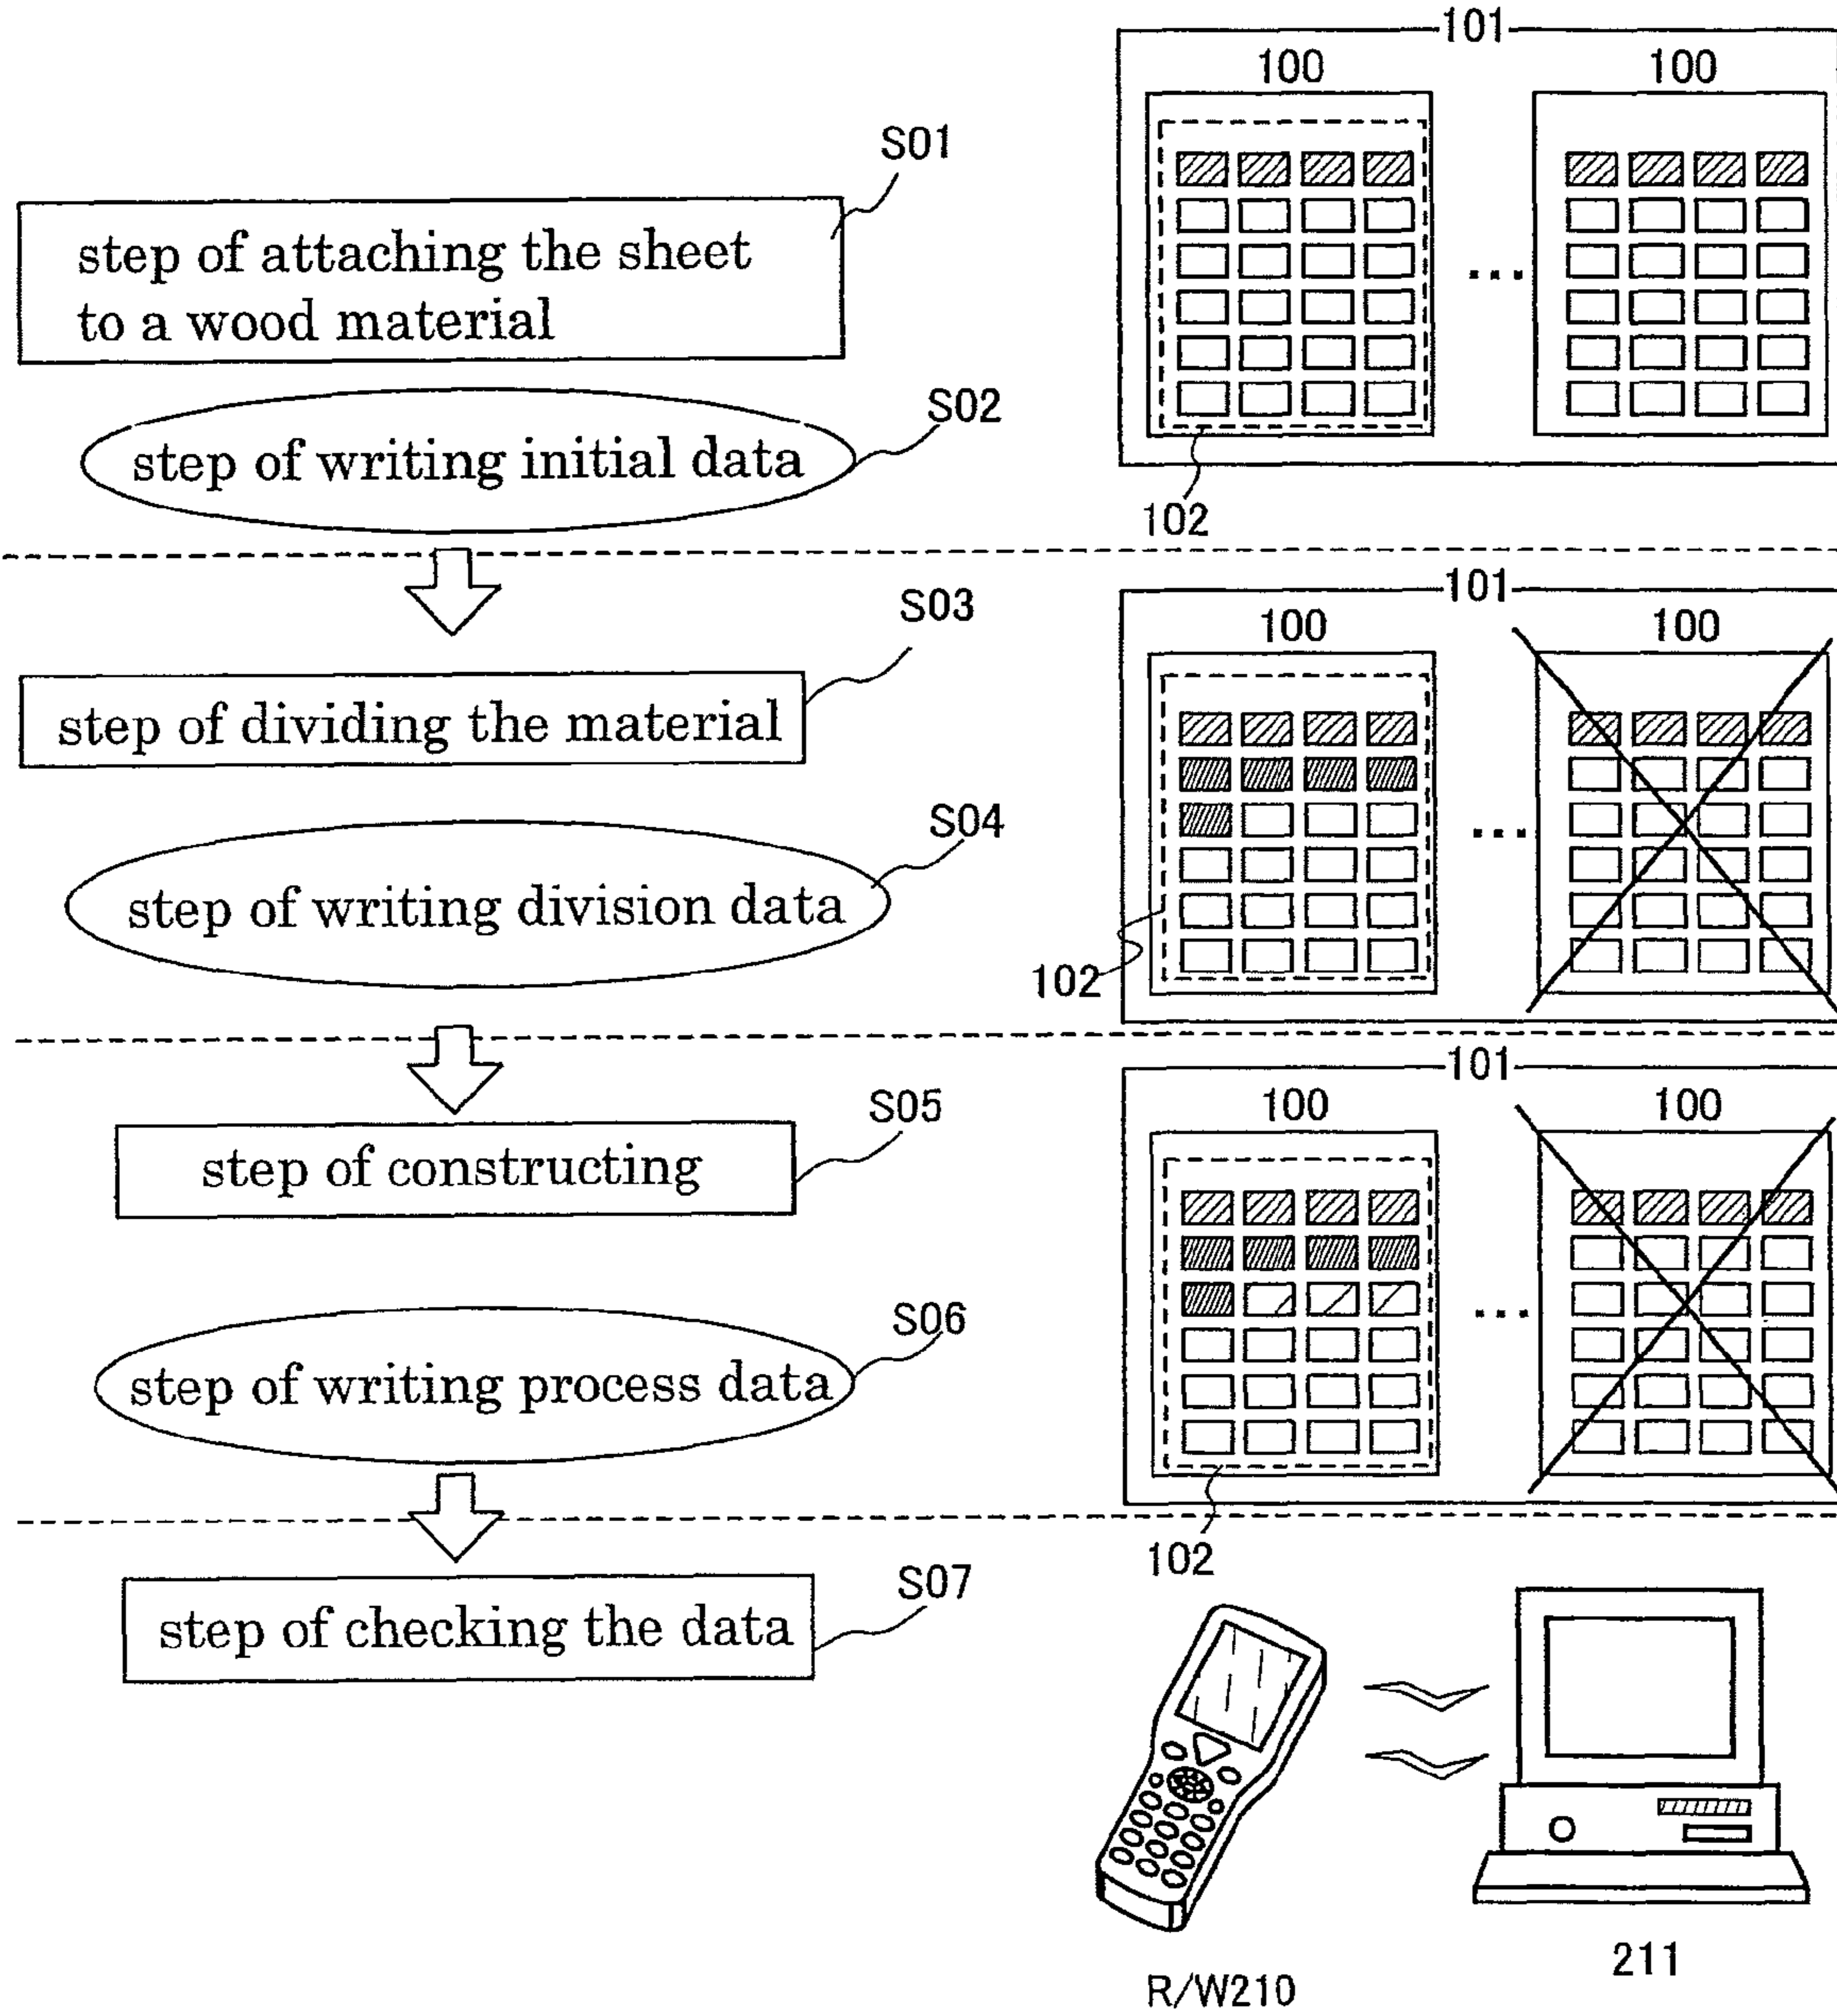 101
100 100
S01
step of attaching the sheet
to a wood material
...
S02
step of writing initial data
102
101
S03
100 100
step of dividing the material
S04
...
step of writing division data
102
101
S05
100 100
step of constructing
S06
...
step of writing process data
102
S07
step of checking the data
R/W210
211